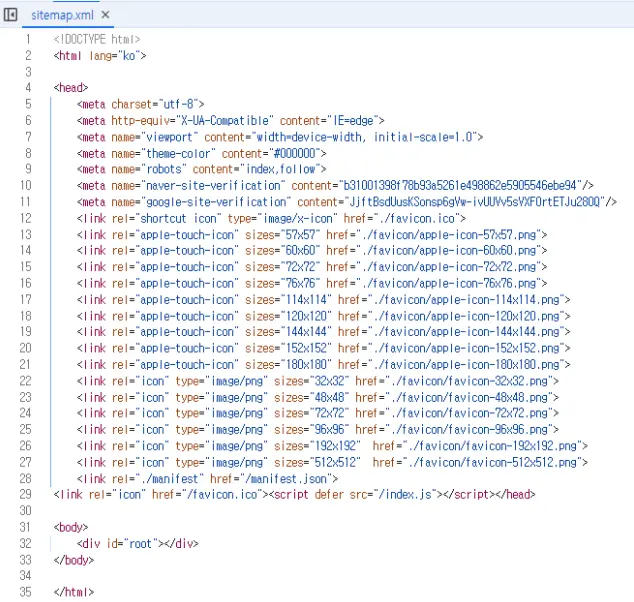 sitemap.xml ×
1 <!DOCTYPE html>
2 <html lang="ko">
3
4 <head>
5 <meta charset="utf-8">
6 <meta http-equiv="X-UA-Compatible" content="IE=edge">
7 <meta name="viewport" content="width=device-width, initial-scale=1.0">
8 <meta name="theme-color" content="#000000">
9 <meta name="robots" content="index,follow">
10 <meta name="naver-site-verification" content="b31001398f78b93a5261e498862e5905546ebe94"/>
11 <meta name="google-site-verification" content="JjftBsdUusKSonsp6gVw-ivUUYv5sVXFOrtETJu280Q"/>
12 <link rel="shortcut icon" type="image/x-icon" href="./favicon.ico">
13 <link rel="apple-touch-icon" sizes="57x57" href="./favicon/apple-icon-57x57.png">
14 <link rel="apple-touch-icon" sizes="60x60" href="./favicon/apple-icon-60x60.png">
15 <link rel="apple-touch-icon" sizes="72x72" href="./favicon/apple-icon-72x72.png">
16 <link rel="apple-touch-icon" sizes="76x76" href="./favicon/apple-icon-76x76.png">
17 <link rel="apple-touch-icon" sizes="114x114" href="./favicon/apple-icon-114x114.png">
18 <link rel="apple-touch-icon" sizes="120x120" href="./favicon/apple-icon-120x120.png">
19 <link rel="apple-touch-icon" sizes="144x144" href="./favicon/apple-icon-144x144.png">
20 <link rel="apple-touch-icon" sizes="152x152" href="./favicon/apple-icon-152x152.png">
21 <link rel="apple-touch-icon" sizes="180x180" href="./favicon/apple-icon-180x180.png">
22 <link rel="icon" type="image/png" sizes="32x32" href="./favicon/favicon-32x32.png">
23 <link rel="icon" type="image/png" sizes="48x48" href="./favicon/favicon-48x48.png">
24 <link rel="icon" type="image/png" sizes="72x72" href="./favicon/favicon-72x72.png">
25 <link rel="icon" type="image/png" sizes="96x96" href="./favicon/favicon-96x96.png">
26 <link rel="icon" type="image/png" sizes="192x192"  href="./favicon/favicon-192x192.png">
27 <link rel="icon" type="image/png" sizes="512x512"  href="./favicon/favicon-512x512.png">
28 <link rel="./manifest" href="/manifest.json">
29 <link rel="icon" href="/favicon.ico"><script defer src="/index.js"></script></head>
30
31 <body>
32 <div id="root"></div>
33 </body>
34
35 </html>